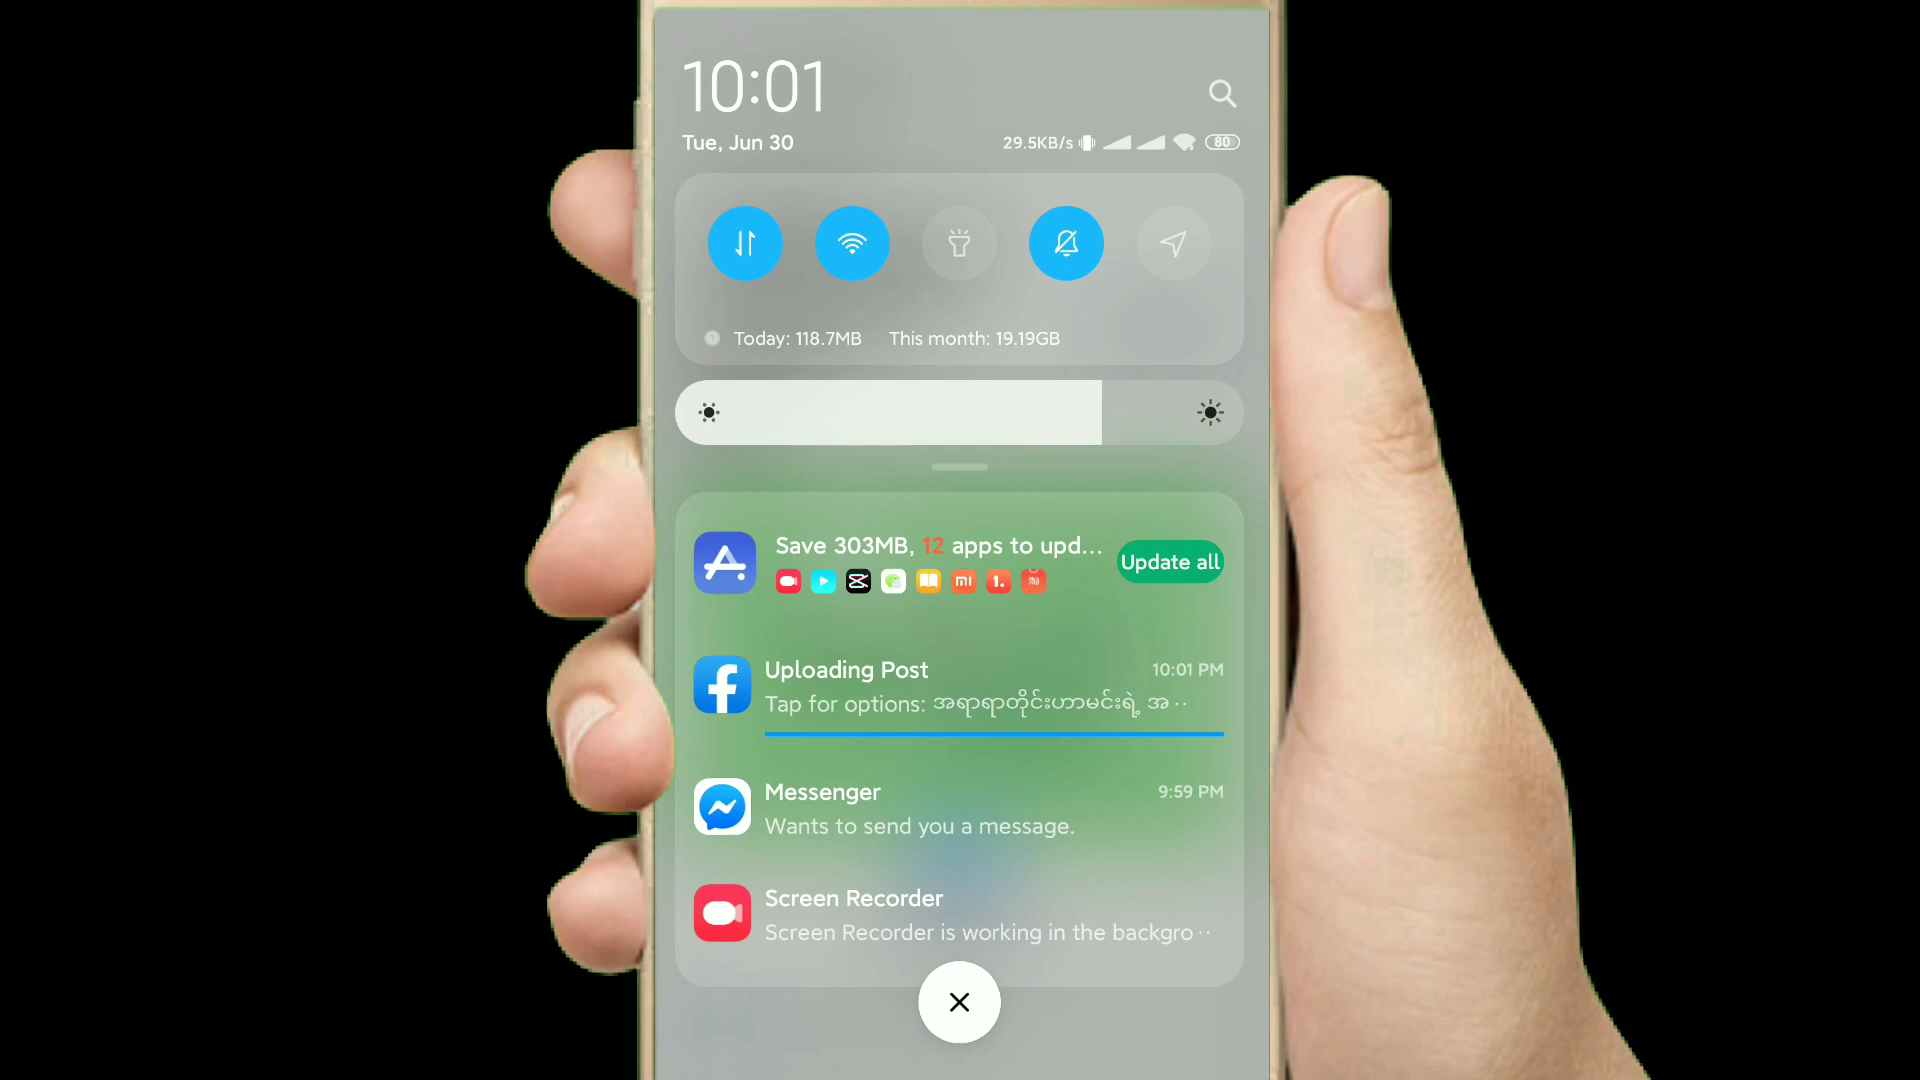 10:01
Tue, Jun 30
29.5KB/s
80
Today: 118.7MB This month: 19.19GB
Save 303MB, 12 apps to upd...
Update all
mi
1.
Uploading Post
10:01 PM
Tap for options: အရာရာတိုင်းဟာမင်းရဲ့ အ··
Messenger
9:59 PM
Wants to send you a message.
Screen Recorder
Screen Recorder is working in the backgro··